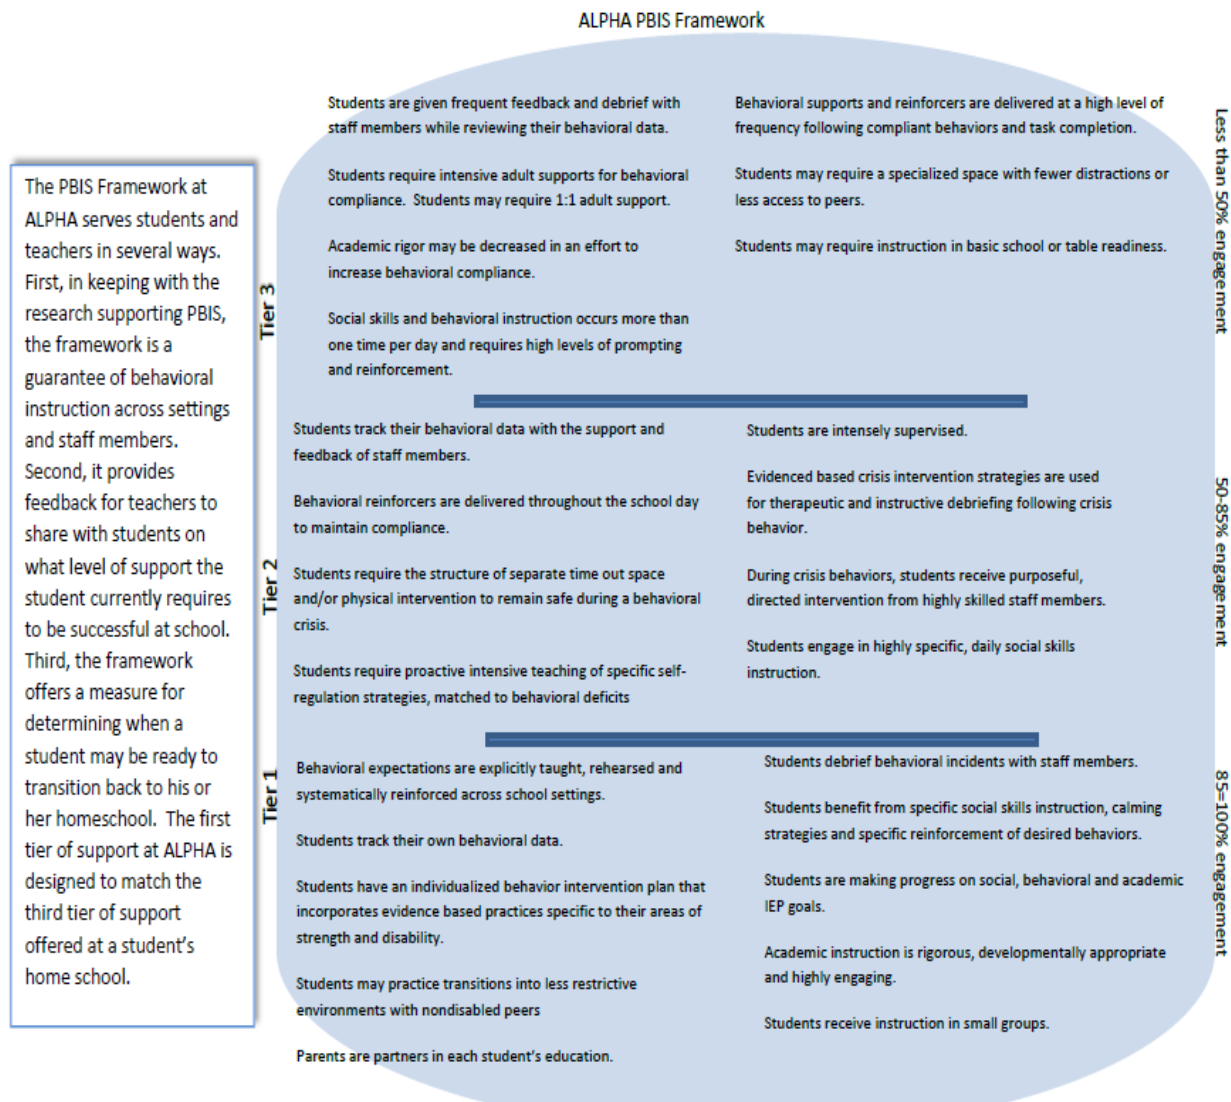 ALPHA PBIS Framework
The PBIS Framework at
ALPHA serves students and
teachers in several ways.
First, in keeping with the
research supporting PBIS,
the framework is a
guarantee of behavioral
instruction across settings
and staff members.
Second, it provides
feedback for teachers to
share with students on
what level of support the
student currently requires
to be successful at school.
Third, the framework
offers a measure for
determining when a
student may be ready to
transition back to his or
her homeschool.  The first
tier of support at ALPHA is
designed to match the
third tier of support
offered at a student's
home school.
Tier 3
Students are given frequent feedback and debrief with
staff members while reviewing their behavioral data.
Students require intensive adult supports for behavioral
compliance.  Students may require 1:1 adult support.
Academic rigor may be decreased in an effort to
increase behavioral compliance.
Social skills and behavioral instruction occurs more than
one time per day and requires high levels of prompting
and reinforcement.
Behavioral supports and reinforcers are delivered at a high level of
frequency following compliant behaviors and task completion.
Students may require a specialized space with fewer distractions or
less access to peers.
Students may require instruction in basic school or table readiness.
Less than 50% engagement
Tier 2
Students track their behavioral data with the support and
feedback of staff members.
Behavioral reinforcers are delivered throughout the school day
to maintain compliance.
Students require the structure of separate time out space
and/or physical intervention to remain safe during a behavioral
crisis.
Students require proactive intensive teaching of specific self-
regulation strategies, matched to behavioral deficits
Students are intensely supervised.
Evidenced based crisis intervention strategies are used
for therapeutic and instructive debriefing following crisis
behavior.
During crisis behaviors, students receive purposeful,
directed intervention from highly skilled staff members.
Students engage in highly specific, daily social skills
instruction.
50-85% engagement
Tier 1
Behavioral expectations are explicitly taught, rehearsed and
systematically reinforced across school settings.
Students track their own behavioral data.
Students have an individualized behavior intervention plan that
incorporates evidence based practices specific to their areas of
strength and disability.
Students may practice transitions into less restrictive
environments with nondisabled peers
Parents are partners in each student's education.
Students debrief behavioral incidents with staff members.
Students benefit from specific social skills instruction, calming
strategies and specific reinforcement of desired behaviors.
Students are making progress on social, behavioral and academic
IEP goals.
Academic instruction is rigorous, developmentally appropriate
and highly engaging.
Students receive instruction in small groups.
85=100% engagement